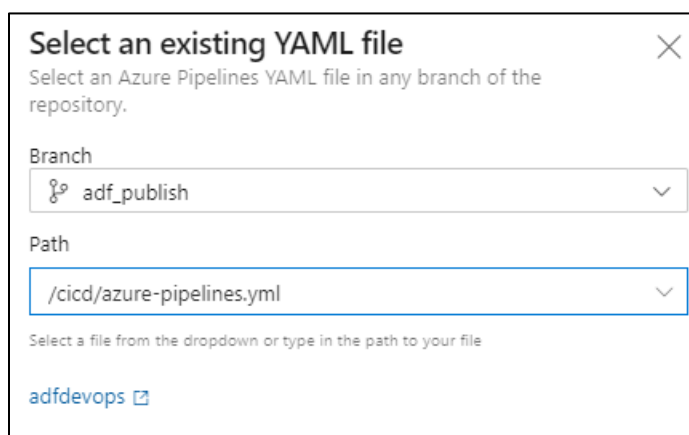 Select an existing YAML file
Select an Azure Pipelines YAML file in any branch of the
repository.
Branch
adf_publish
Path
/cicd/azure-pipelines.yml
Select a file from the dropdown or type in the path to your file
adfdevops